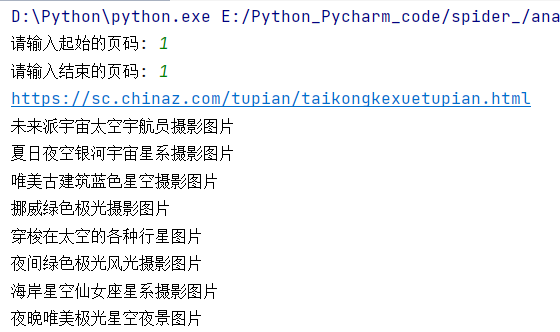 D:\Python\python.exe E:/Python_Pycharm_code/spider_/ana
请输入起始的页码: 1
请输入结束的页码: 1
https://sc.chinaz.com/tupian/taikongkexuetupian.html
未来派宇宙太空宇航员摄影图片
夏日夜空银河宇宙星系摄影图片
唯美古建筑蓝色星空摄影图片
挪威绿色极光摄影图片
穿梭在太空的各种行星图片
夜间绿色极光风光摄影图片
海岸星空仙女座星系摄影图片
夜晚唯美极光星空夜景图片